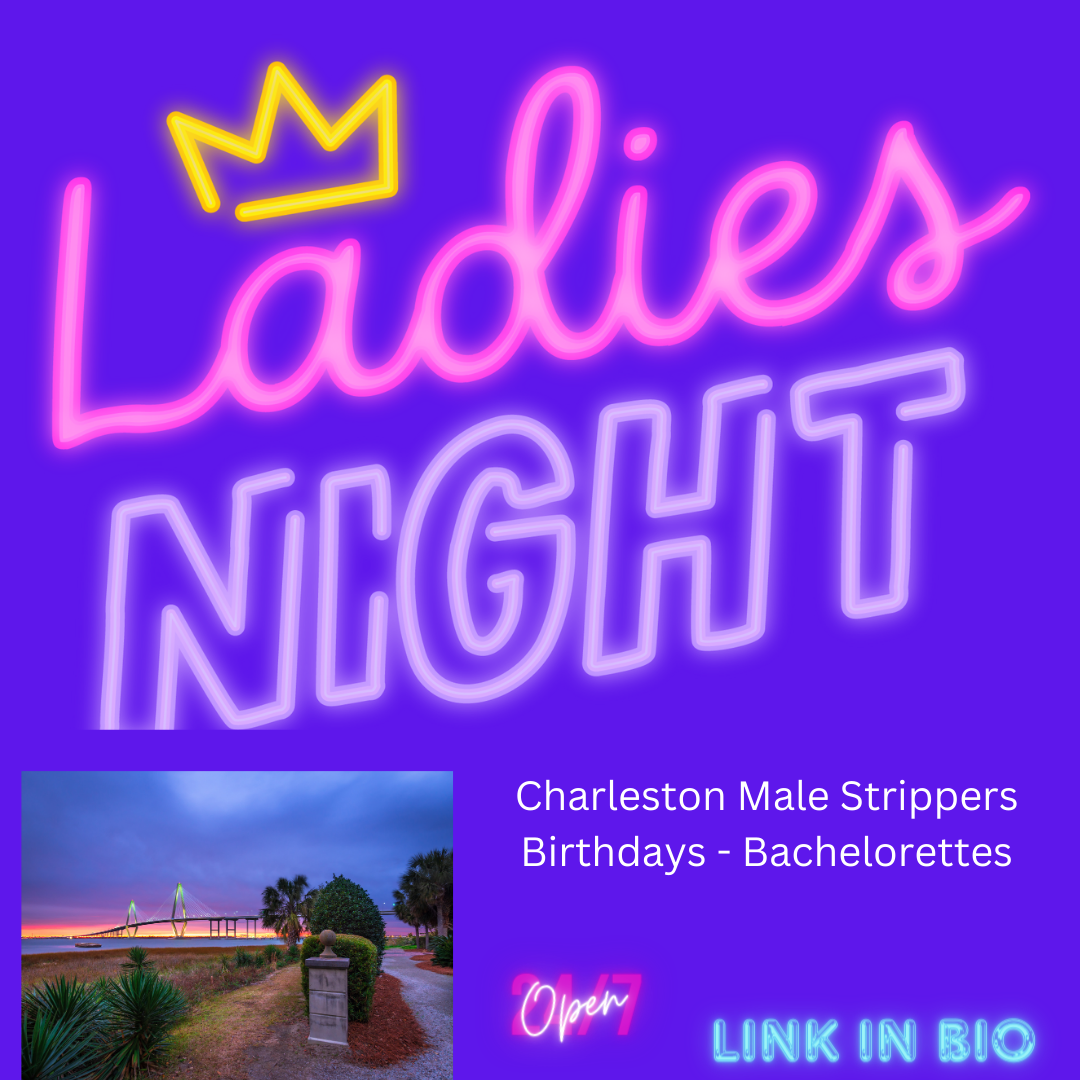 Ladies
NIGHT
Charleston Male Strippers
Birthdays - Bachelorettes
24/7
Open
LINK IN BIO